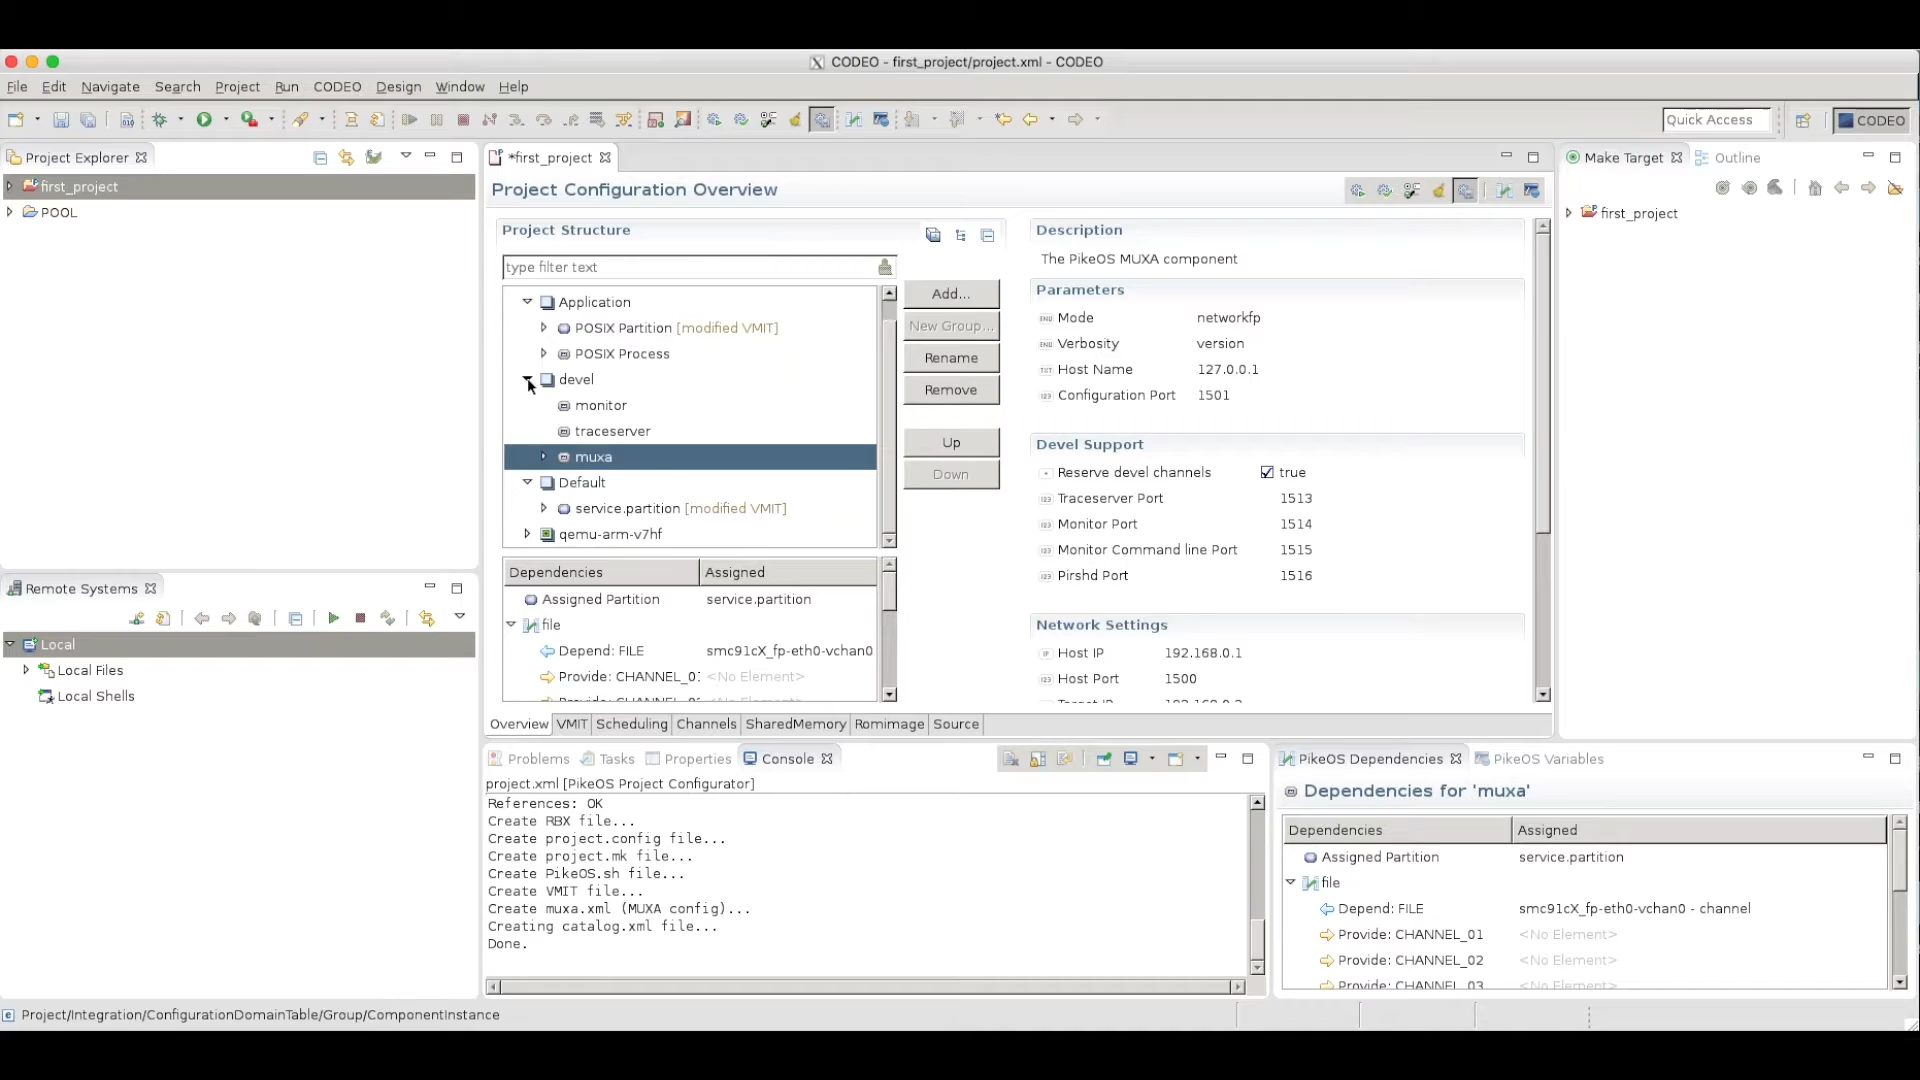 CODEO - first_project/project.xml - CODEO
File Edit Navigate Search Project Run CODEO Design Window Help
Quick Access
CODEO
Project Explorer
first_project
POOL
*first_project
Project Configuration Overview
Project Structure
type filter text
Application
POSIX Partition [modified VMIT]
POSIX Process
devel
monitor
traceserver
muxa
Default
service.partition [modified VMIT]
qemu-arm-v7hf
Add...
New Group...
Rename
Remove
Up
Down
Dependencies Assigned
Assigned Partition service.partition
file
Depend: FILE smc91cX_fp-eth0-vchan0
Provide: CHANNEL_0 <No Element>
Description
The PikeOS MUXA component
Parameters
Mode networkfp
Verbosity version
Host Name 127.0.0.1
Configuration Port 1501
Devel Support
Reserve devel channels true
Traceserver Port 1513
Monitor Port 1514
Monitor Command line Port 1515
Pirshd Port 1516
Network Settings
Host IP 192.168.0.1
Host Port 1500
Overview VMIT Scheduling Channels SharedMemory Romimage Source
Make Target Outline
first_project
Remote Systems
Local
Local Files
Local Shells
Problems Tasks Properties Console
project.xml [PikeOS Project Configurator]
References: OK
Create RBX file...
Create project.config file...
Create project.mk file...
Create PikeOS.sh file...
Create VMIT file...
Create muxa.xml (MUXA config)...
Creating catalog.xml file...
Done.
PikeOS Dependencies PikeOS Variables
Dependencies for 'muxa'
Dependencies Assigned
Assigned Partition service.partition
file
Depend: FILE smc91cX_fp-eth0-vchan0 - channel
Provide: CHANNEL_01 <No Element>
Provide: CHANNEL_02 <No Element>
Provide: CHANNEL_03 <No Element>
Project/Integration/ConfigurationDomainTable/Group/ComponentInstance